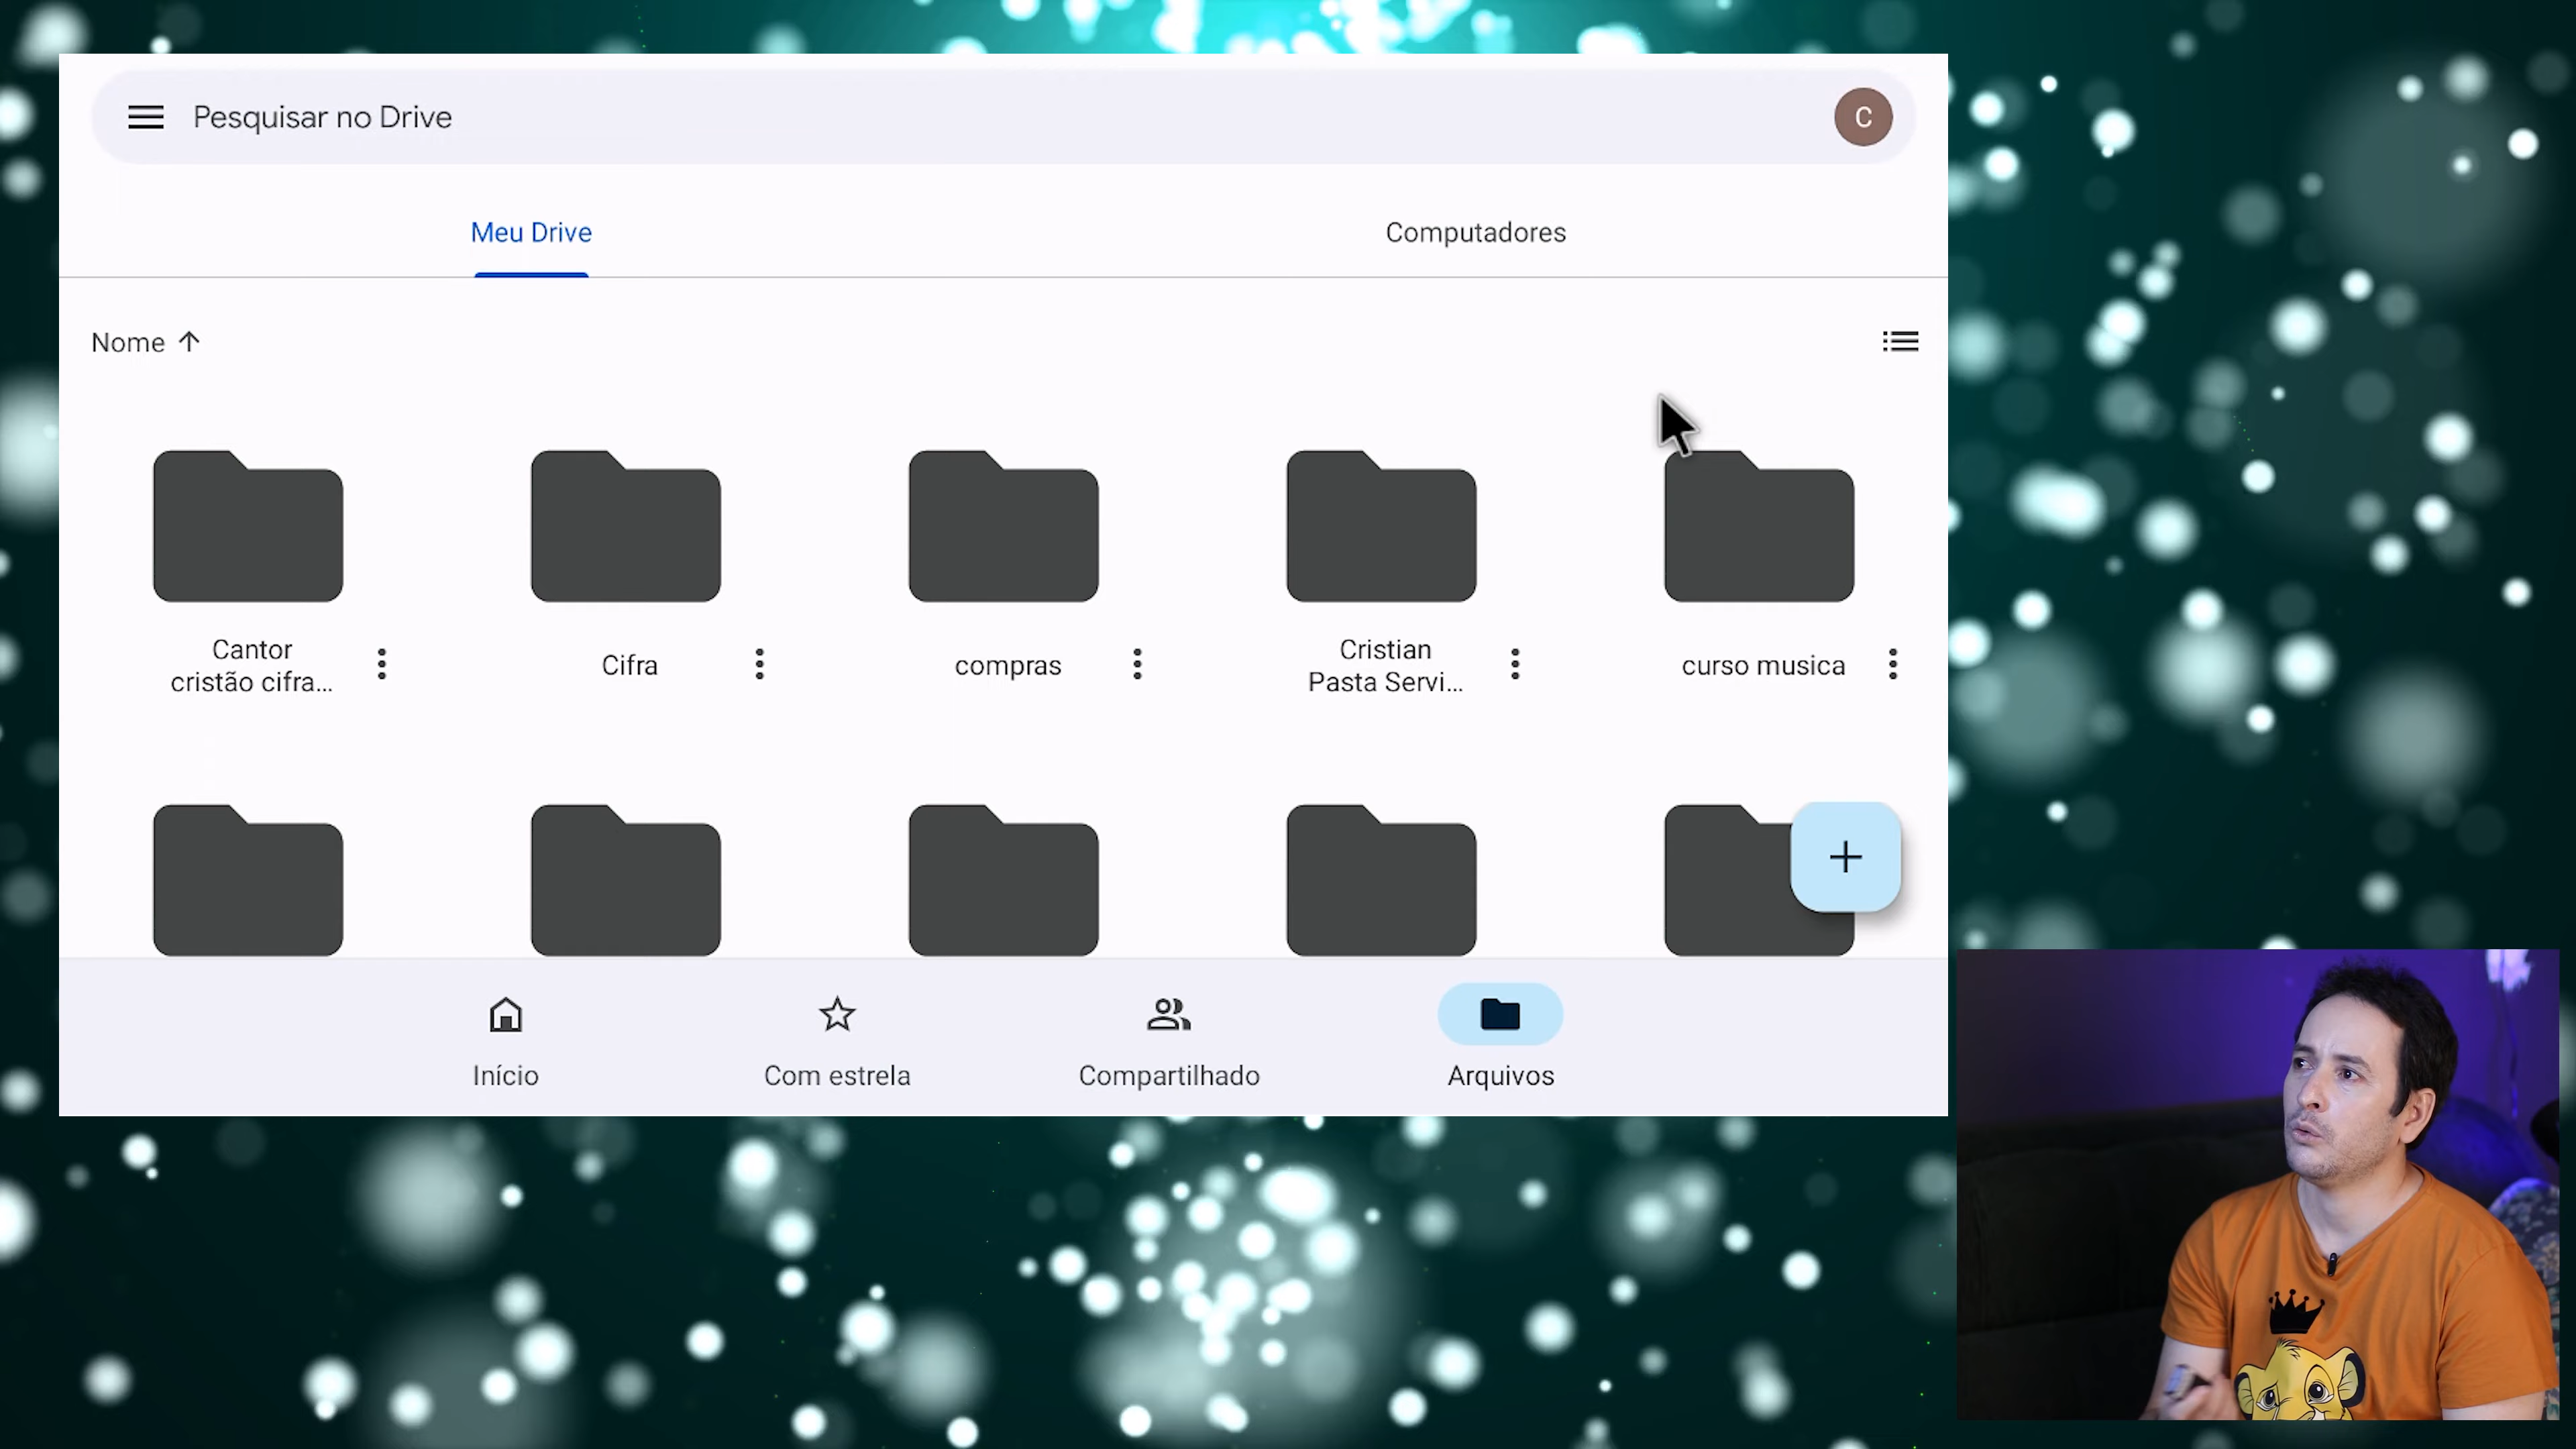 Pesquisar no Drive
C
Meu Drive
Computadores
Nome
Cantor
cristão cifra...
Cifra
compras
Cristian
Pasta Servi...
curso musica
Início
Com estrela
Compartilhado
Arquivos